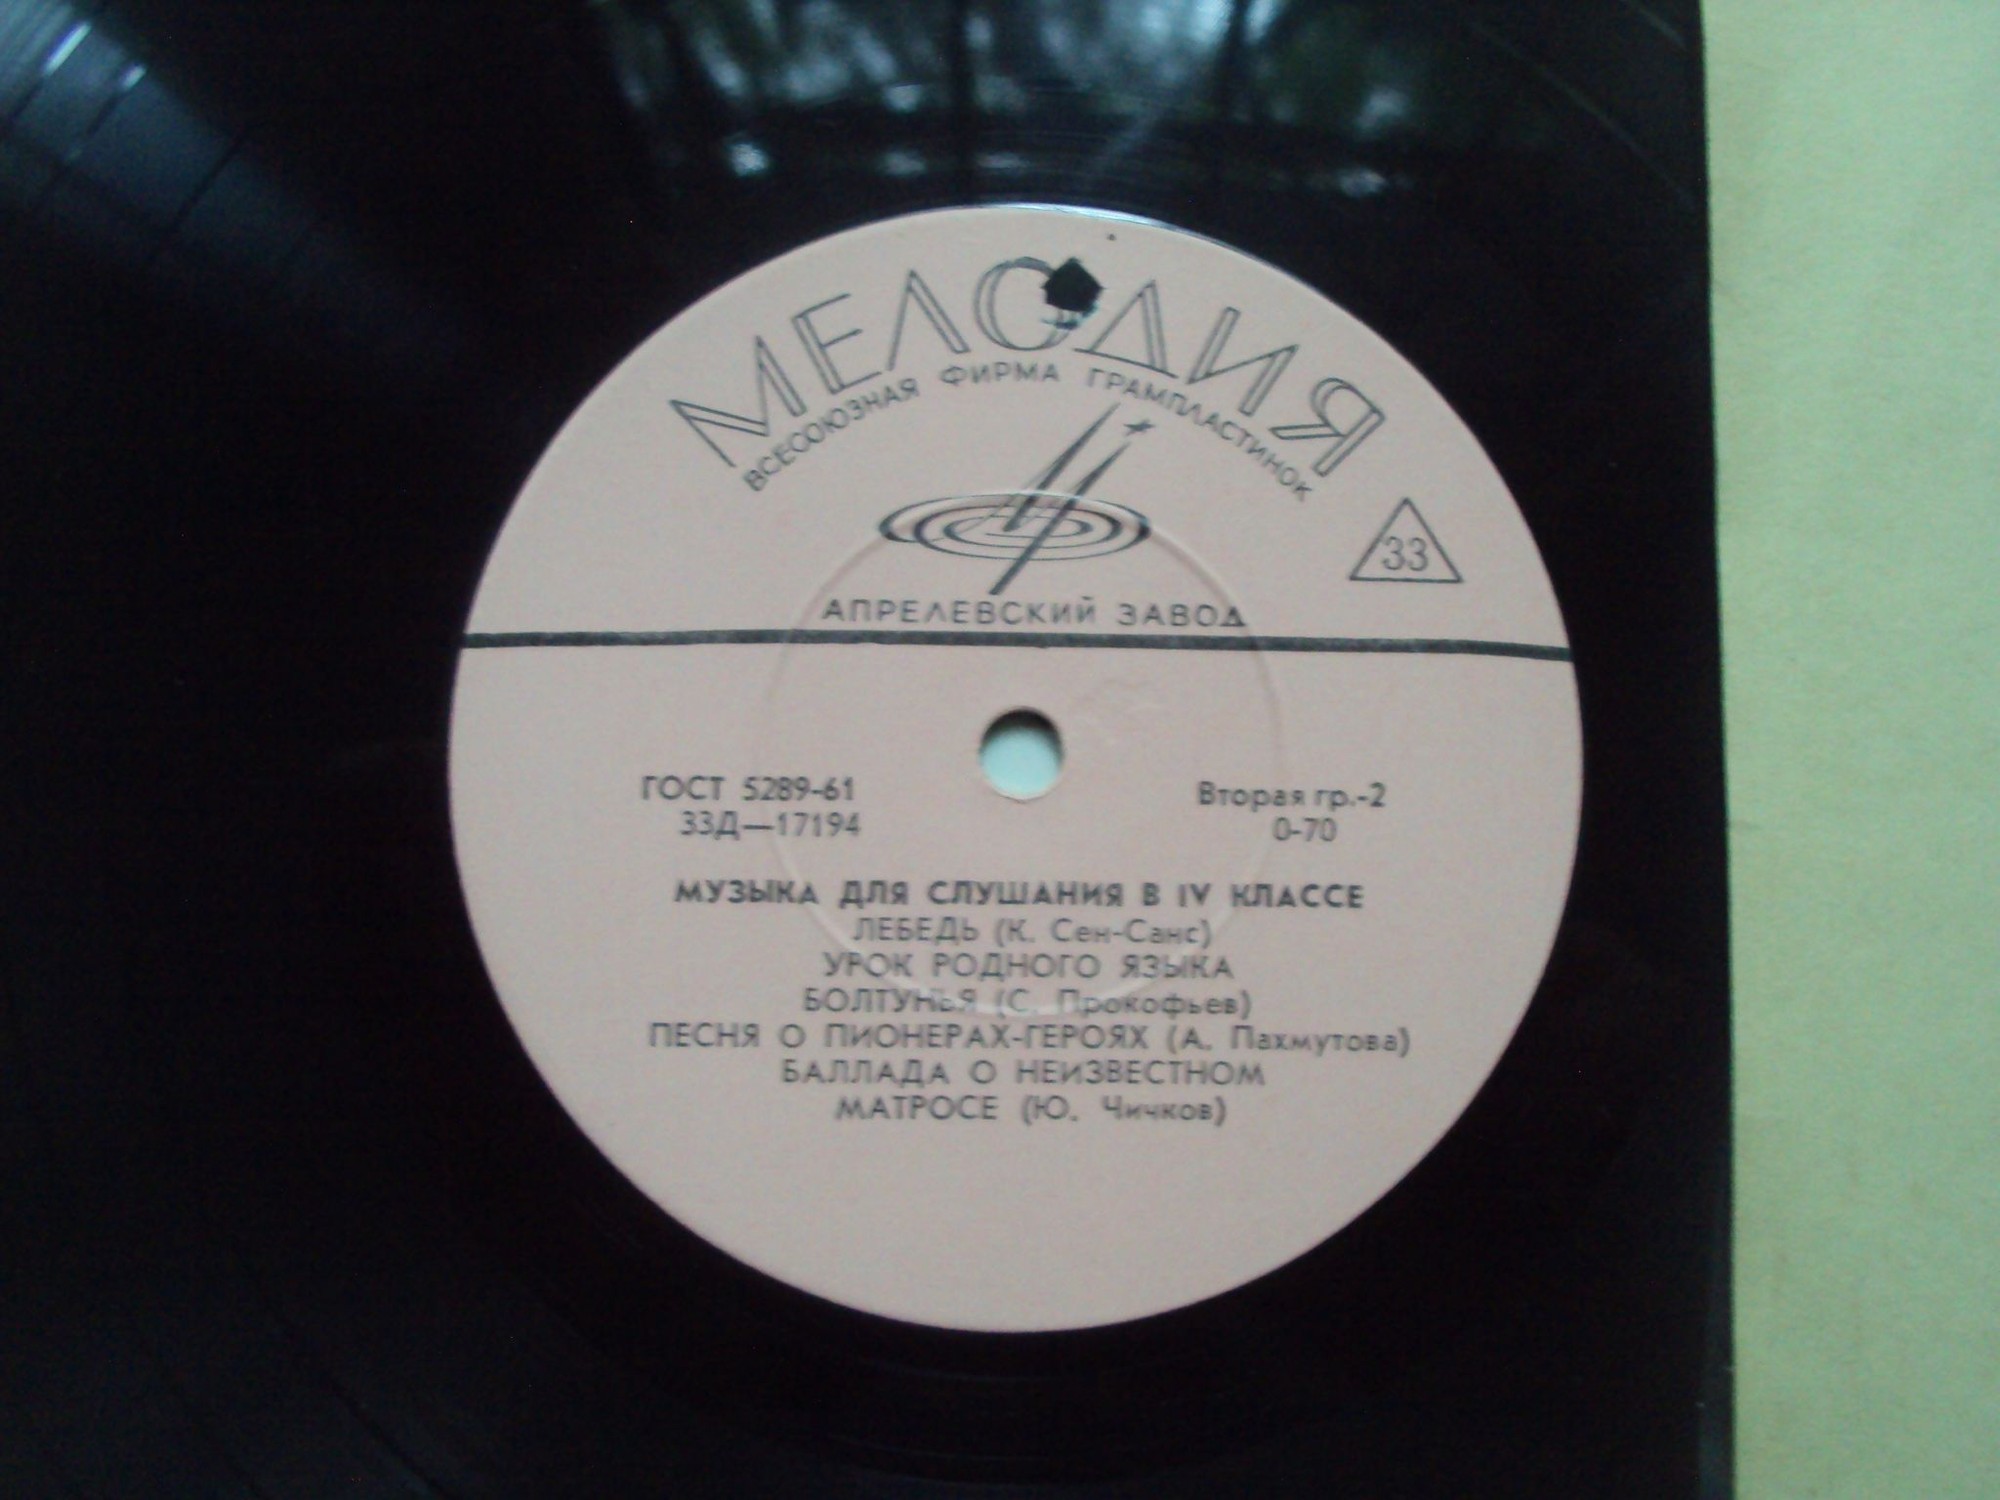 МЕЛОДИЯ
ВСЕСОЮЗНАЯ ФИРМА ГРАМПЛАСТИНОК
33
АПРЕЛЕВСКИЙ ЗАВОД
ГОСТ 5289-61
33Д—17194
Вторая гр.-2
0-70
МУЗЫКА ДЛЯ СЛУШАНИЯ В IV КЛАССЕ
ЛЕБЕДЬ (К. Сен-Санс)
УРОК РОДНОГО ЯЗЫКА
БОЛТУНЬЯ (С. Прокофьев)
ПЕСНЯ О ПИОНЕРАХ-ГЕРОЯХ (А. Пахмутова)
БАЛЛАДА О НЕИЗВЕСТНОМ
МАТРОСЕ (Ю. Чичков)